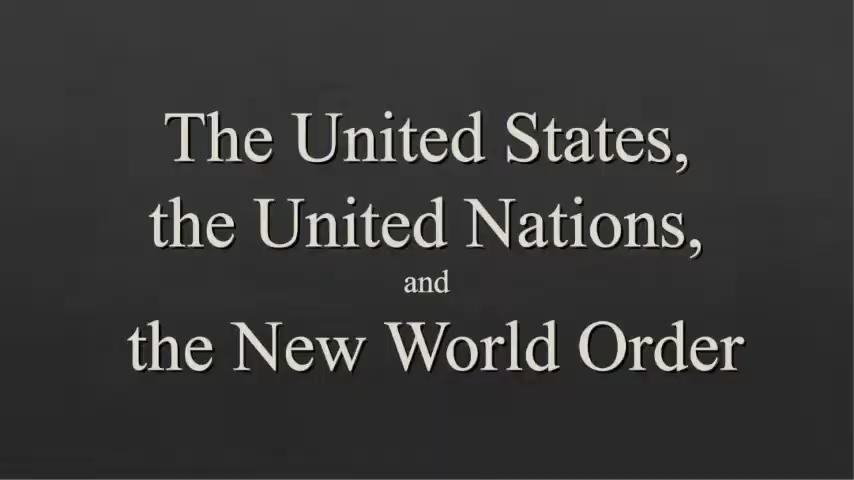 The United States,
the United Nations,
and
the New World Order